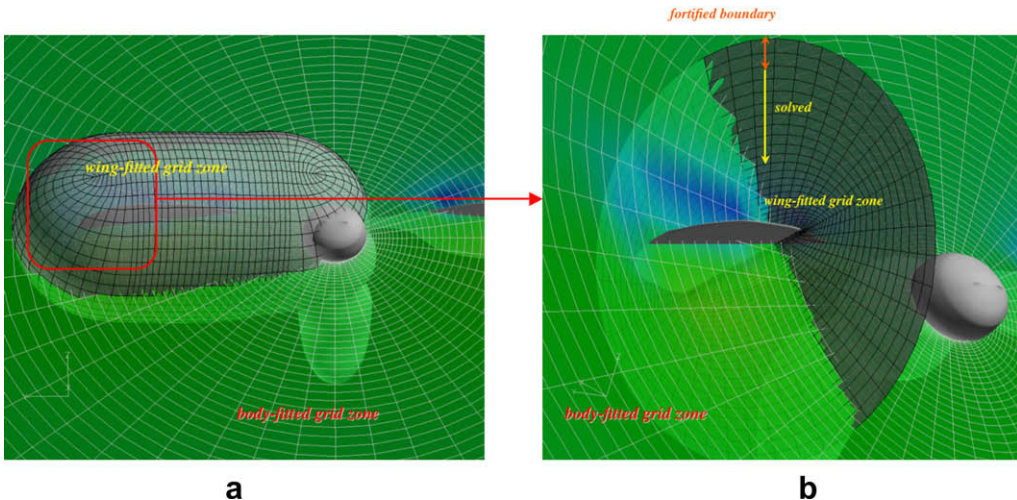 fortified boundary
wing-fitted grid zone
body-fitted grid zone
solved
wing-fitted grid zone
body-fitted grid zone
a
b